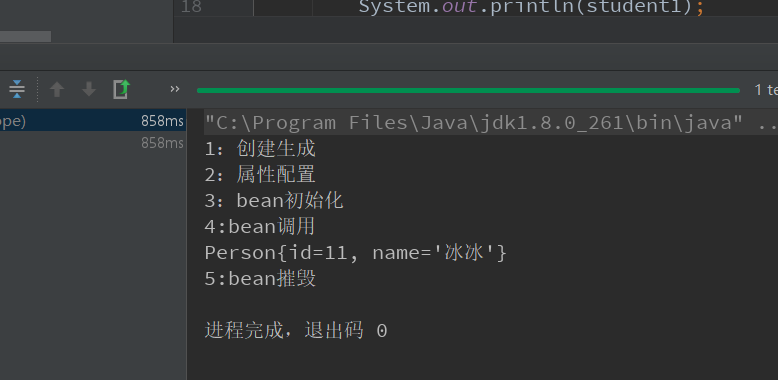 18 System.out.println(student1);
»
1 te
ope) 858ms
858ms
"C:\Program Files\Java\jdk1.8.0_261\bin\java" ..
1: 创建生成
2: 属性配置
3: bean初始化
4:bean调用
Person{id=11, name='冰冰'}
5:bean摧毁
进程完成，退出码 0